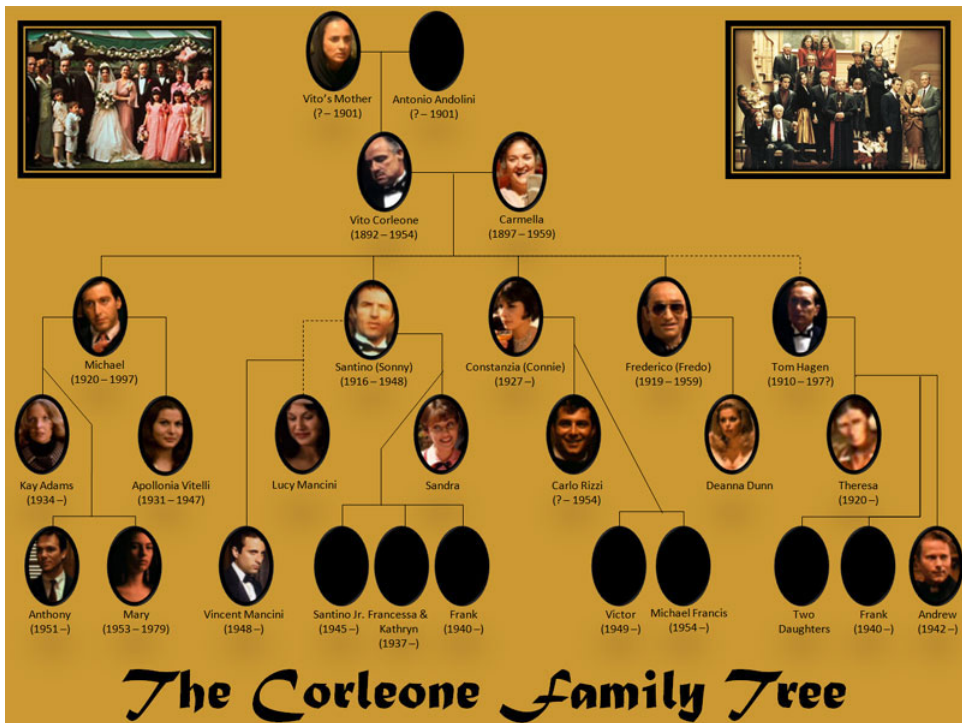 Vito's Mother
(? – 1901)
Antonio Andolini
(? – 1901)
Vito Corleone
(1892 – 1954)
Carmella
(1897 – 1959)
Michael
(1920 – 1997)
Santino (Sonny)
(1916 – 1948)
Constanzia (Connie)
(1927 –)
Frederico (Fredo)
(1919 – 1959)
Tom Hagen
(1910 – 197?)
Kay Adams
(1934 –)
Apollonia Vitelli
(1931 – 1947)
Lucy Mancini
Sandra
Carlo Rizzi
(? – 1954)
Deanna Dunn
Theresa
(1920 –)
Anthony
(1951 –)
Mary
(1953 – 1979)
Vincent Mancini
(1948 –)
Santino Jr.
(1945 –)
Francessa &
Kathryn
(1937 –)
Frank
(1940 –)
Victor
(1949 –)
Michael Francis
(1954 –)
Two
Daughters
Frank
(1940 –)
Andrew
(1942 –)
The Corleone Family Tree